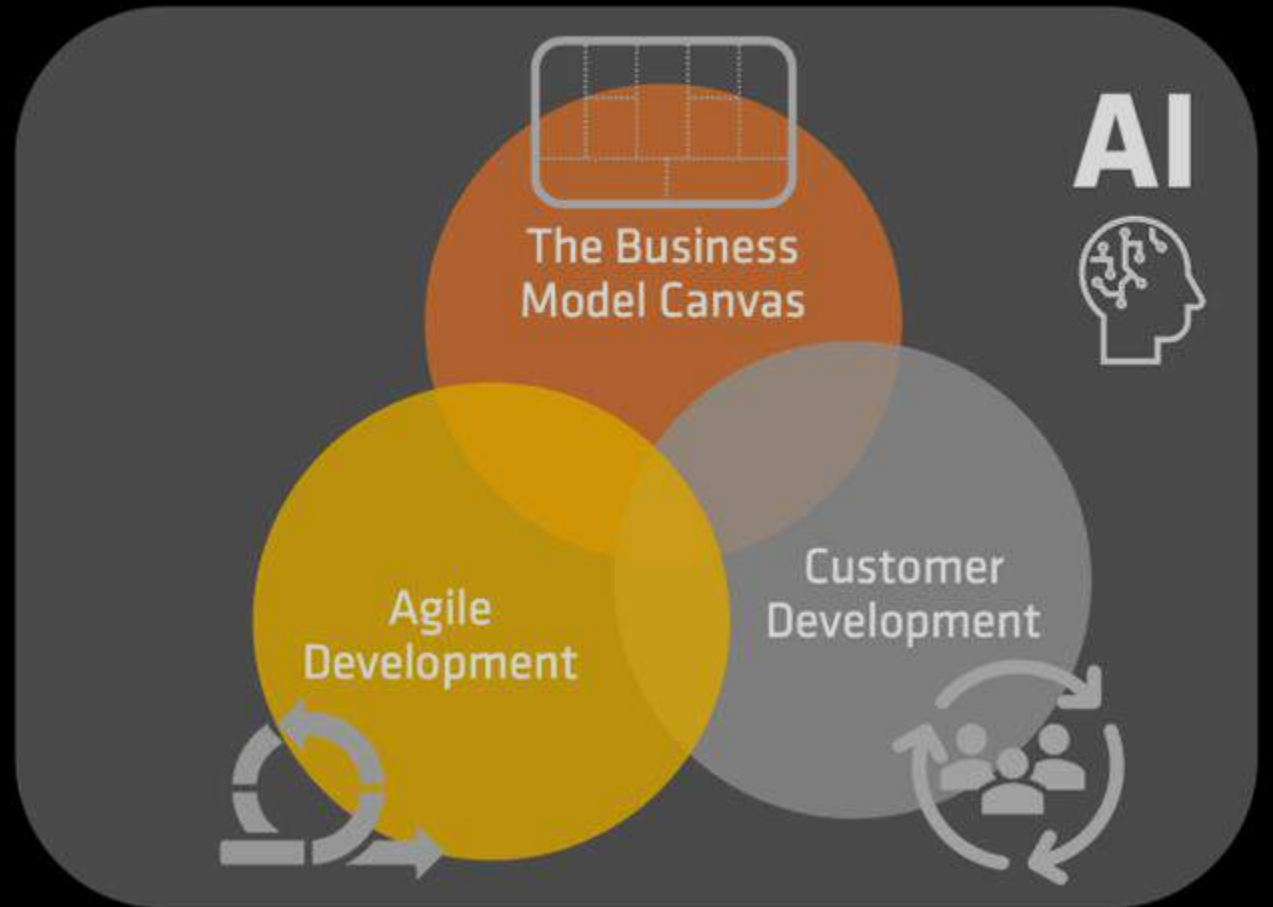 AI
The Business
Model Canvas
Customer
Development
Agile
Development